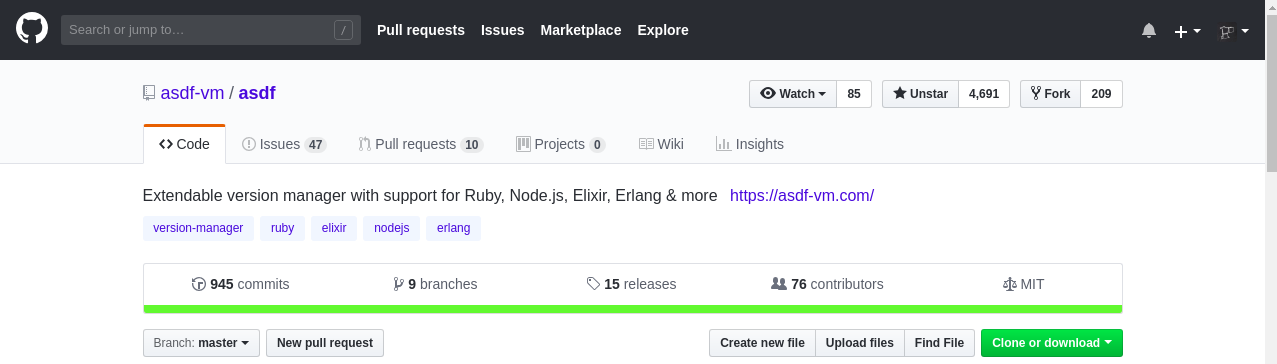 Search or jump to… / Pull requests Issues Marketplace Explore
asdf-vm / asdf Watch 85 Unstar 4,691 Fork 209
Code Issues 47 Pull requests 10 Projects 0 Wiki Insights
Extendable version manager with support for Ruby, Node.js, Elixir, Erlang & more https://asdf-vm.com/
version-manager ruby elixir nodejs erlang
945 commits 9 branches 15 releases 76 contributors MIT
Branch: master New pull request Create new file Upload files Find File Clone or download